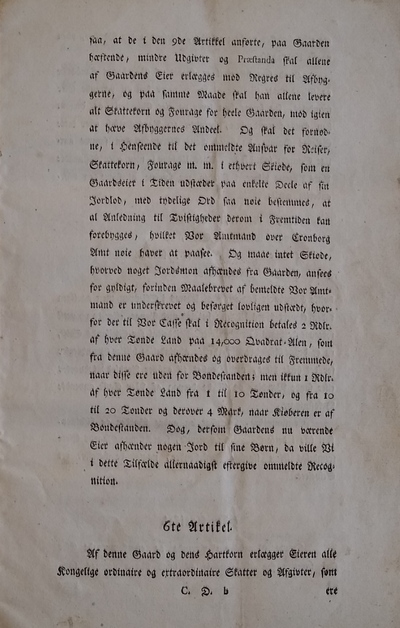 saa, at de i den 9de Artikkel anførte, paa Gaarden
hæftende, mindre Udgivter og Præstanda skal allene
af Gaardens Eier erlægges mod Regres til Afbyg-
gerne, og paa samme Maade skal han allene levere
alt Skattekorn og Fourage for heele Gaarden, mod igien
at hæve Afbyggernes Andeel. Og skal det fornød-
ne, i Henseende til det ommeldte Ansvar for Reiser,
Skattekorn, Fourage m. m. i ethvert Skiøde, som en
Gaardseier i Tiden udstæder paa enkelte Deele af sin
Jordlod, med tydelige Ord saa nøie bestemmes, at
al Anledning til Tvistigheder derom i Fremtiden kan
forebygges, hvilket Vor Amtmand over Cronborg
Amt nøie haver at paasee. Og maae intet Skiøde,
hvorved noget Jordsmon afhændes fra Gaarden, ansees
for gyldigt, forinden Maalebrevet af bemeldte Vor Amt-
mand er underskrevet og besørget lovligen udstædt, hvor-
for der til Vor Casse skal i Recognition betales 2 Rdlr.
af hver Tønde Land paa 14,000 Qvadrat-Alen, som
fra denne Gaard afhændes og overdrages til Fremmede,
naar disse ere uden for Bondestanden; men ikkun 1 Rdlr.
af hver Tønde Land fra 1 til 10 Tønder, og fra 10
til 20 Tønder og derover 4 Mark, naar Kiøberen er af
Bondestanden. Dog, dersom Gaardens nu værende
Eier afhænder nogen Jord til sine Børn, da ville Vi
i dette Tilfælde allernaadigst eftergive ommeldte Recog-
nition.
6te Artikel.
Af denne Gaard og dens Hartkorn erlægger Eieren alle
Kongelige ordinaire og extraordinaire Skatter og Afgivter, som
C. D. b ere